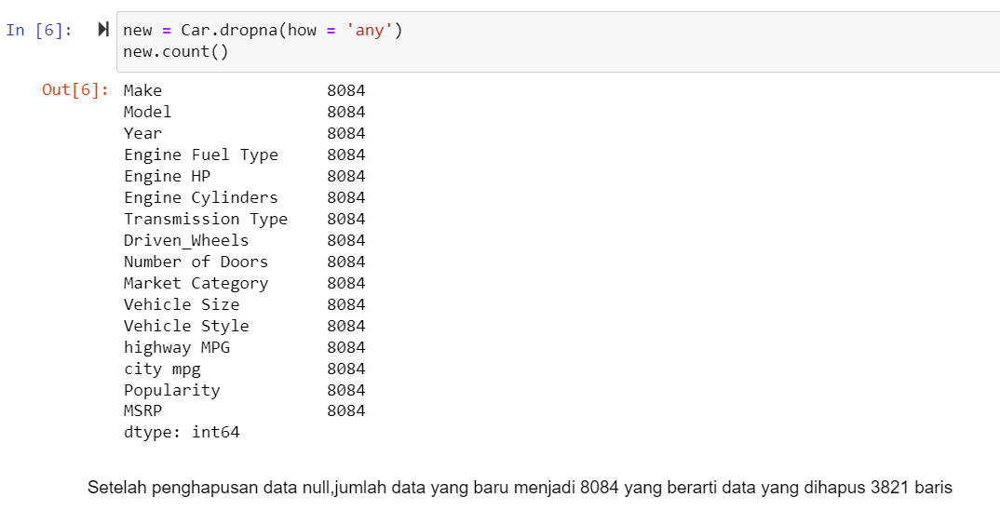 In [6]: new = Car.dropna(how = 'any')
new.count()
Out[6]: Make 8084
Model 8084
Year 8084
Engine Fuel Type 8084
Engine HP 8084
Engine Cylinders 8084
Transmission Type 8084
Driven_Wheels 8084
Number of Doors 8084
Market Category 8084
Vehicle Size 8084
Vehicle Style 8084
highway MPG 8084
city mpg 8084
Popularity 8084
MSRP 8084
dtype: int64
Setelah penghapusan data null,jumlah data yang baru menjadi 8084 yang berarti data yang dihapus 3821 baris